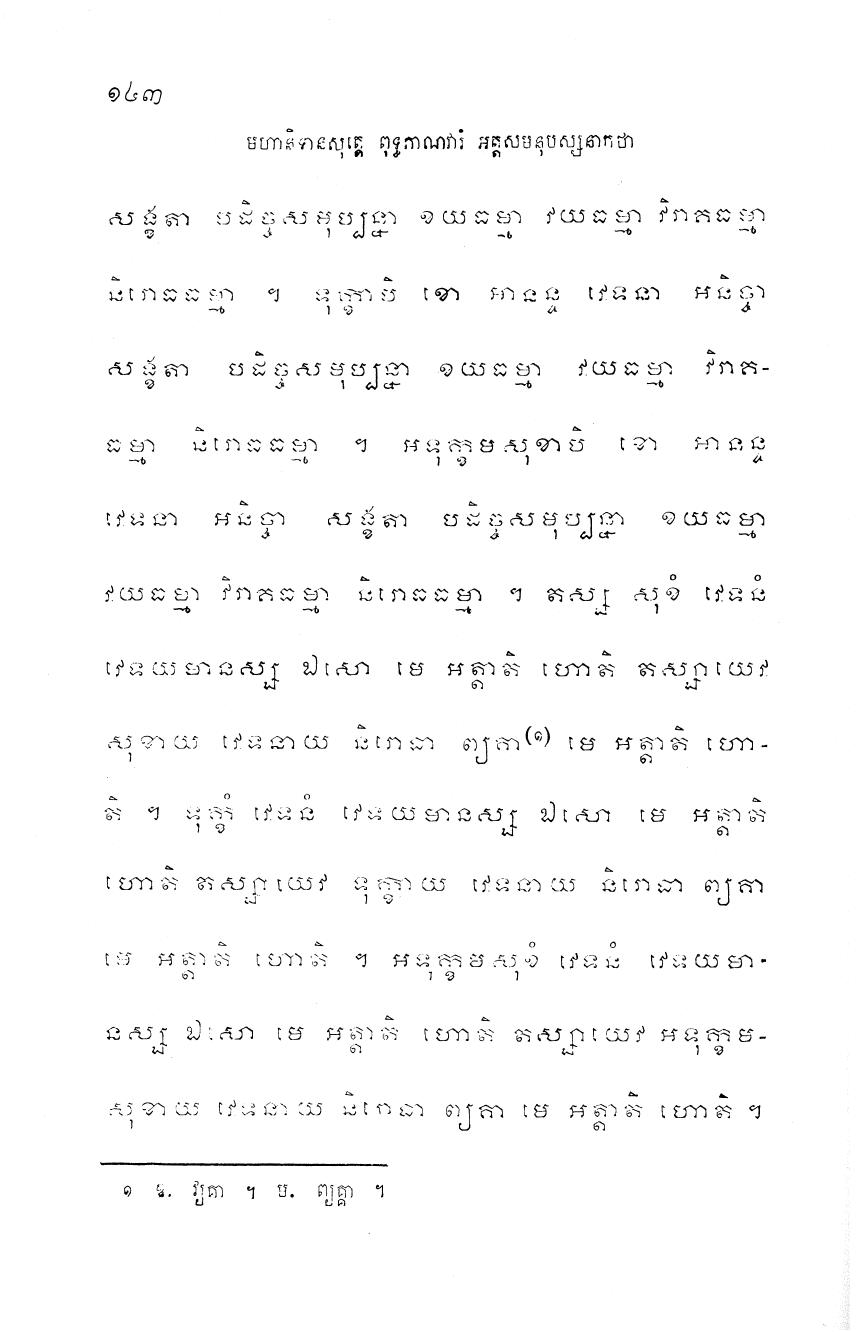 ១៤៣
មហានិទានសុត្តេ ពុទ្ធភាណវារំ អត្តសមនុបស្សនាកថា
សង្ខតា បដិច្ចសមុប្បន្នា ខយធម្មា វយធម្មា វិរាគធម្មា
និរោធធម្មា ។ ទុក្ខាបិ ខោ អានន្ទ វេទនា អនិច្ចា
សង្ខតា បដិច្ចសមុប្បន្នា ខយធម្មា វយធម្មា វិរាគ-
ធម្មា និរោធធម្មា ។ អទុក្ខមសុខាបិ ខោ អានន្ទ
វេទនា អនិច្ចា សង្ខតា បដិច្ចសមុប្បន្នា ខយធម្មា
វយធម្មា វិរាគធម្មា និរោធធម្មា ។ តស្ស សុខំ វេទនំ
វេទយមានស្ស ឯសោ មេ អត្តាតិ ហោតិ តស្សាយេវ
សុខាយ វេទនាយ និរោធា ព្យគា(១) មេ អត្តាតិ ហោ-
តិ ។ ទុក្ខំ វេទនំ វេទយមានស្ស ឯសោ មេ អត្តាតិ
ហោតិ តស្សាយេវ ទុក្ខាយ វេទនាយ និរោធា ព្យគា
មេ អត្តាតិ ហោតិ ។ អទុក្ខមសុខំ វេទនំ វេទយមា-
នស្ស ឯសោ មេ អត្តាតិ ហោតិ តស្សាយេវ អទុក្ខម-
សុខាយ វេទនាយ និរោធា ព្យគា មេ អត្តាតិ ហោតិ ។
១ ឱ. វ្យគា ។ ម. ព្យគ្គា ។